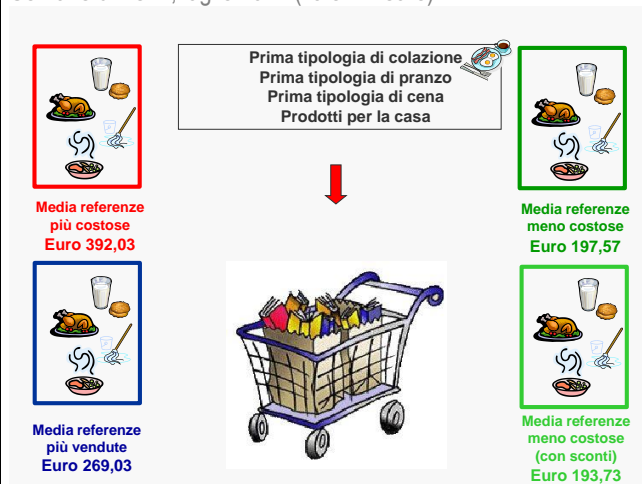 Prima tipologia di colazione
Prima tipologia di pranzo
Prima tipologia di cena
Prodotti per la casa
Media referenze
più costose
Euro 392,03
Media referenze
meno costose
Euro 197,57
Media referenze
più vendute
Euro 269,03
Media referenze
meno costose
(con sconti)
Euro 193,73